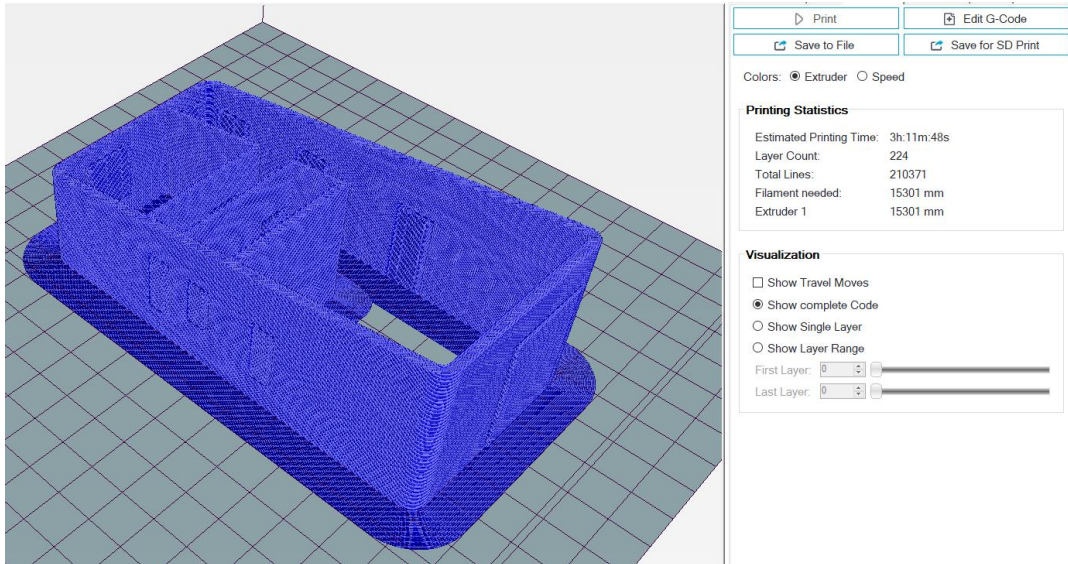 Print
Edit G-Code
Save to File
Save for SD Print
Colors: Extruder Speed
Printing Statistics
Estimated Printing Time: 3h:11m:48s
Layer Count: 224
Total Lines: 210371
Filament needed: 15301 mm
Extruder 1 15301 mm
Visualization
Show Travel Moves
Show complete Code
Show Single Layer
Show Layer Range
First Layer: 0
Last Layer: 0